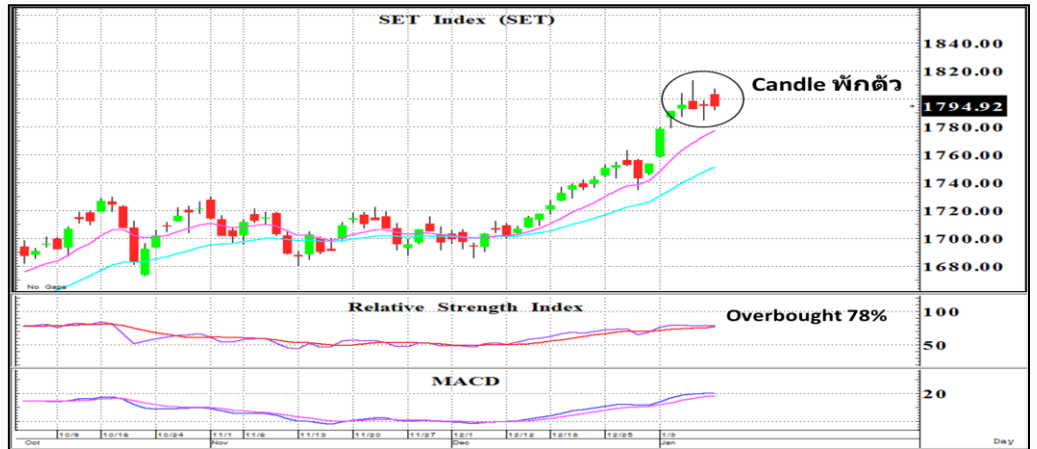 SET Index (SET)
1840.00
1820.00
Candle พักตัว
1794.92
1780.00
1760.00
1740.00
1720.00
1700.00
1680.00
No Gaps
Relative Strength Index
100
Overbought 78%
50
MACD
20
10/9 10/16 10/24 11/1 11/6 11/13 11/20 11/27 12/1 12/12 12/18 12/25 1/3
Oct Nov Dec Jan Day